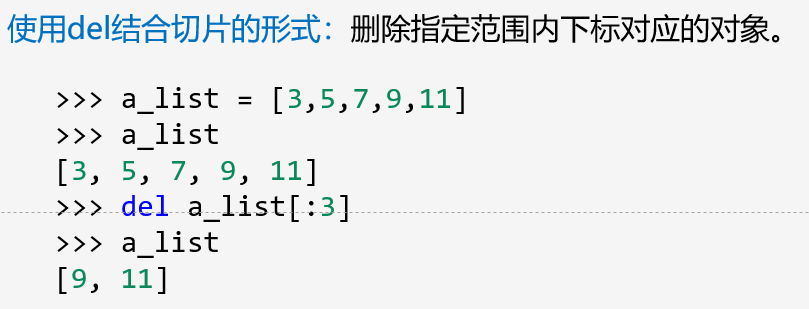 使用del结合切片的形式：删除指定范围内下标对应的对象。
>>> a_list = [3,5,7,9,11]
>>> a_list
[3, 5, 7, 9, 11]
>>> del a_list[:3]
>>> a_list
[9, 11]